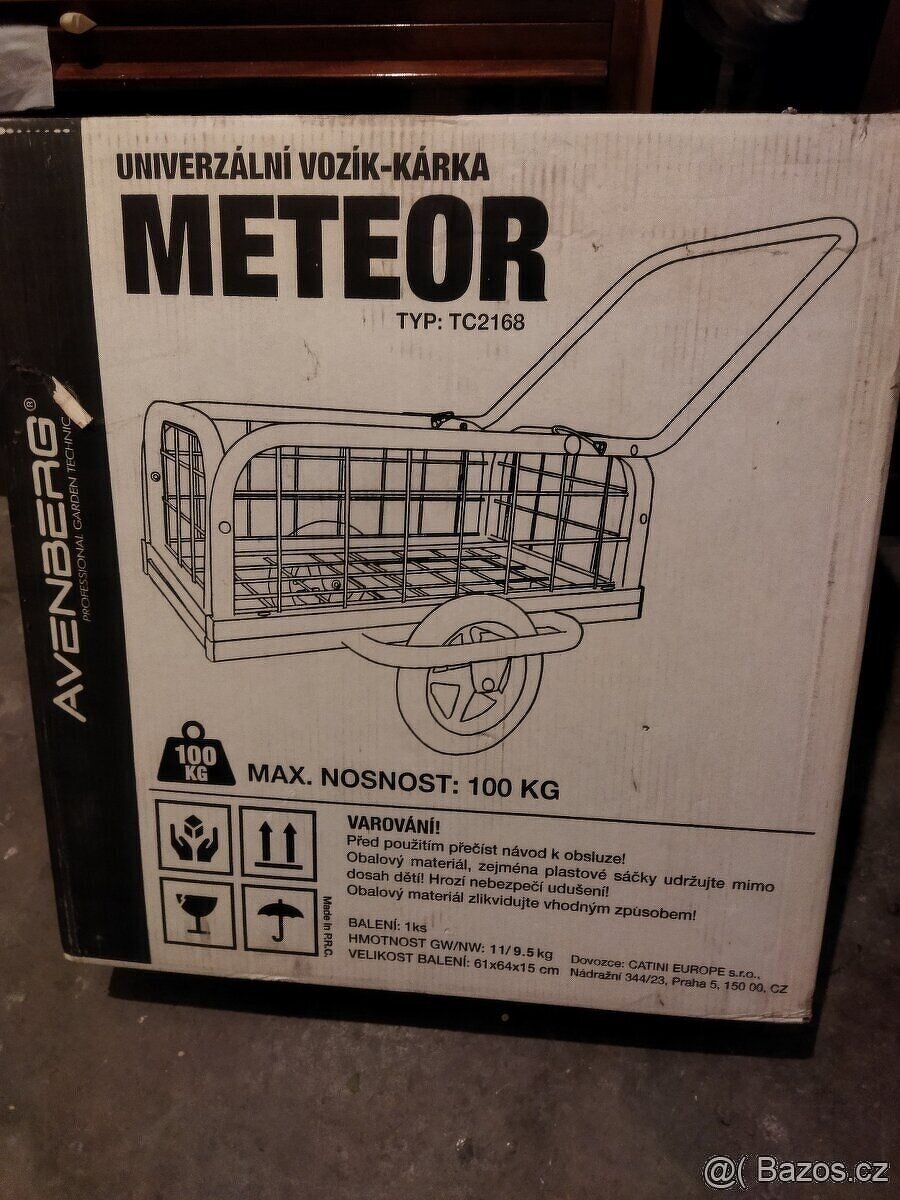 UNIVERZÁLNÍ VOZÍK-KÁRKA
METEOR
TYP: TC2168
AVENBERG®
PROFESSIONAL GARDEN TECHNIC
100
KG
MAX. NOSNOST: 100 KG
VAROVÁNÍ!
Před použitím přečíst návod k obsluze!
Obalový materiál, zejména plastové sáčky udržujte mimo
dosah dětí! Hrozí nebezpečí udušení!
Obalový materiál zlikvidujte vhodným způsobem!
Made in P.R.C.
BALENÍ: 1ks
HMOTNOST GW/NW: 11/ 9.5 kg
VELIKOST BALENÍ: 61x64x15 cm
Dovozce: CATINI EUROPE s.r.o.,
Nádražní 344/23, Praha 5, 150 00, CZ
@( Bazos.cz